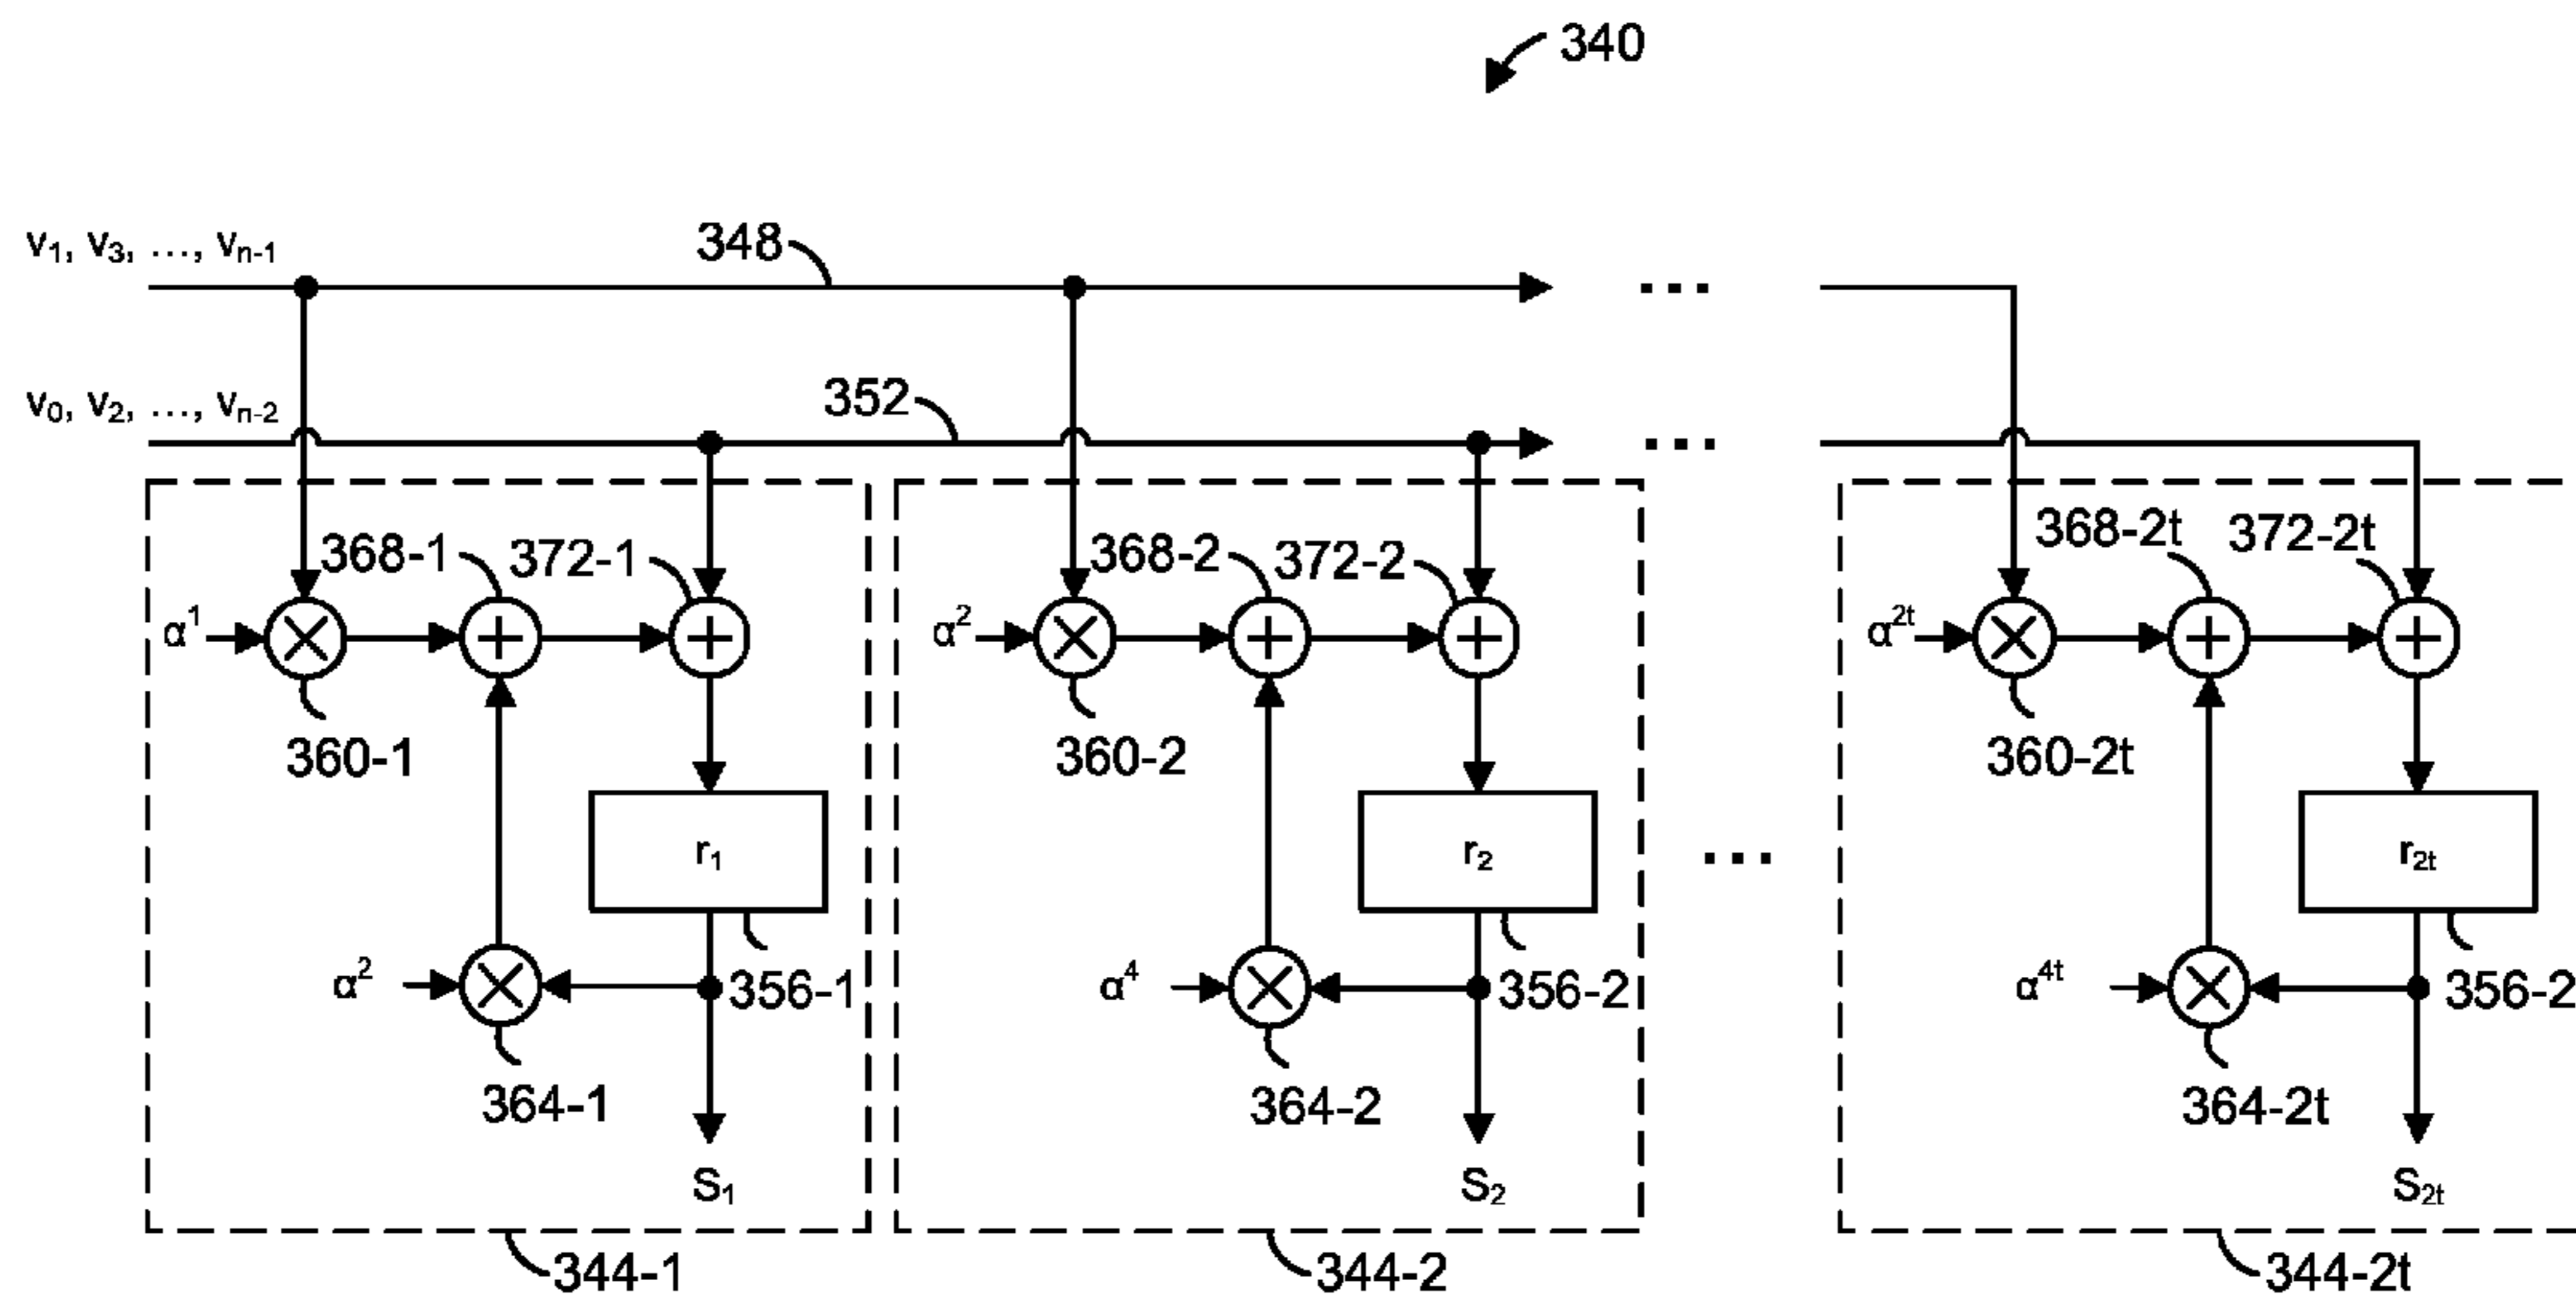 340
v₁, v₃, ..., vₙ₋₁
348
v₀, v₂, ..., vₙ₋₂
352
368-1 372-1 368-2 372-2 368-2t 372-2t
α¹ α² α²ᵗ
360-1 360-2 360-2t
r₁ r₂ r₂ₜ
α² 356-1 α⁴ 356-2 α⁴ᵗ 356-2
364-1 364-2 364-2t
S₁ S₂ S₂ₜ
344-1 344-2 344-2t